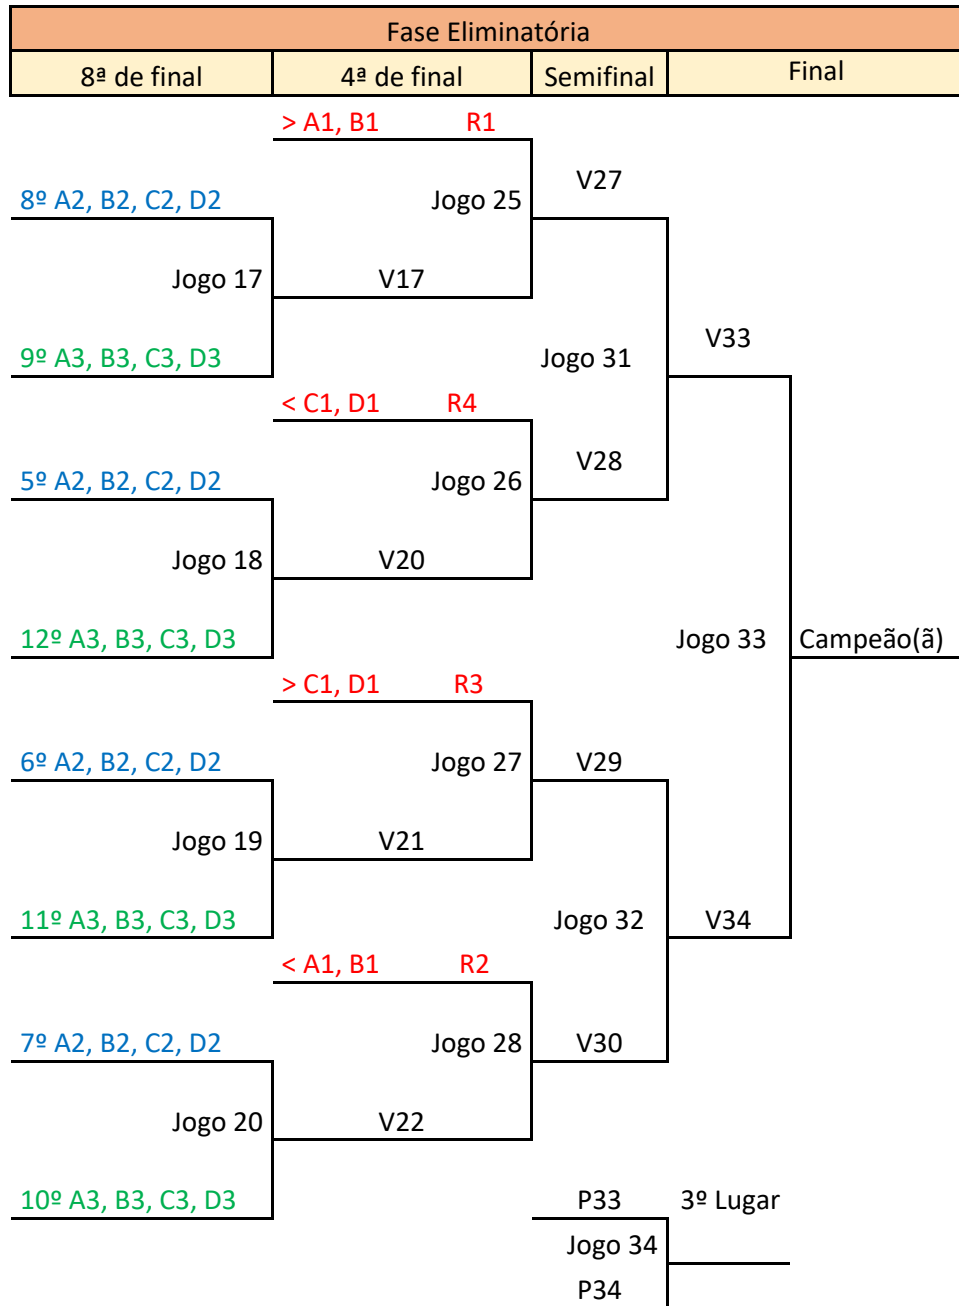 Fase Eliminatória
8ª de final 4ª de final Semifinal Final
> A1, B1 R1
V27
8º A2, B2, C2, D2 Jogo 25
Jogo 17 V17
V33
9º A3, B3, C3, D3 Jogo 31
< C1, D1 R4
V28
5º A2, B2, C2, D2 Jogo 26
Jogo 18 V20
12º A3, B3, C3, D3 Jogo 33 Campeão(ã)
> C1, D1 R3
6º A2, B2, C2, D2 Jogo 27 V29
Jogo 19 V21
11º A3, B3, C3, D3 Jogo 32 V34
< A1, B1 R2
7º A2, B2, C2, D2 Jogo 28 V30
Jogo 20 V22
10º A3, B3, C3, D3 P33 3º Lugar
Jogo 34
P34